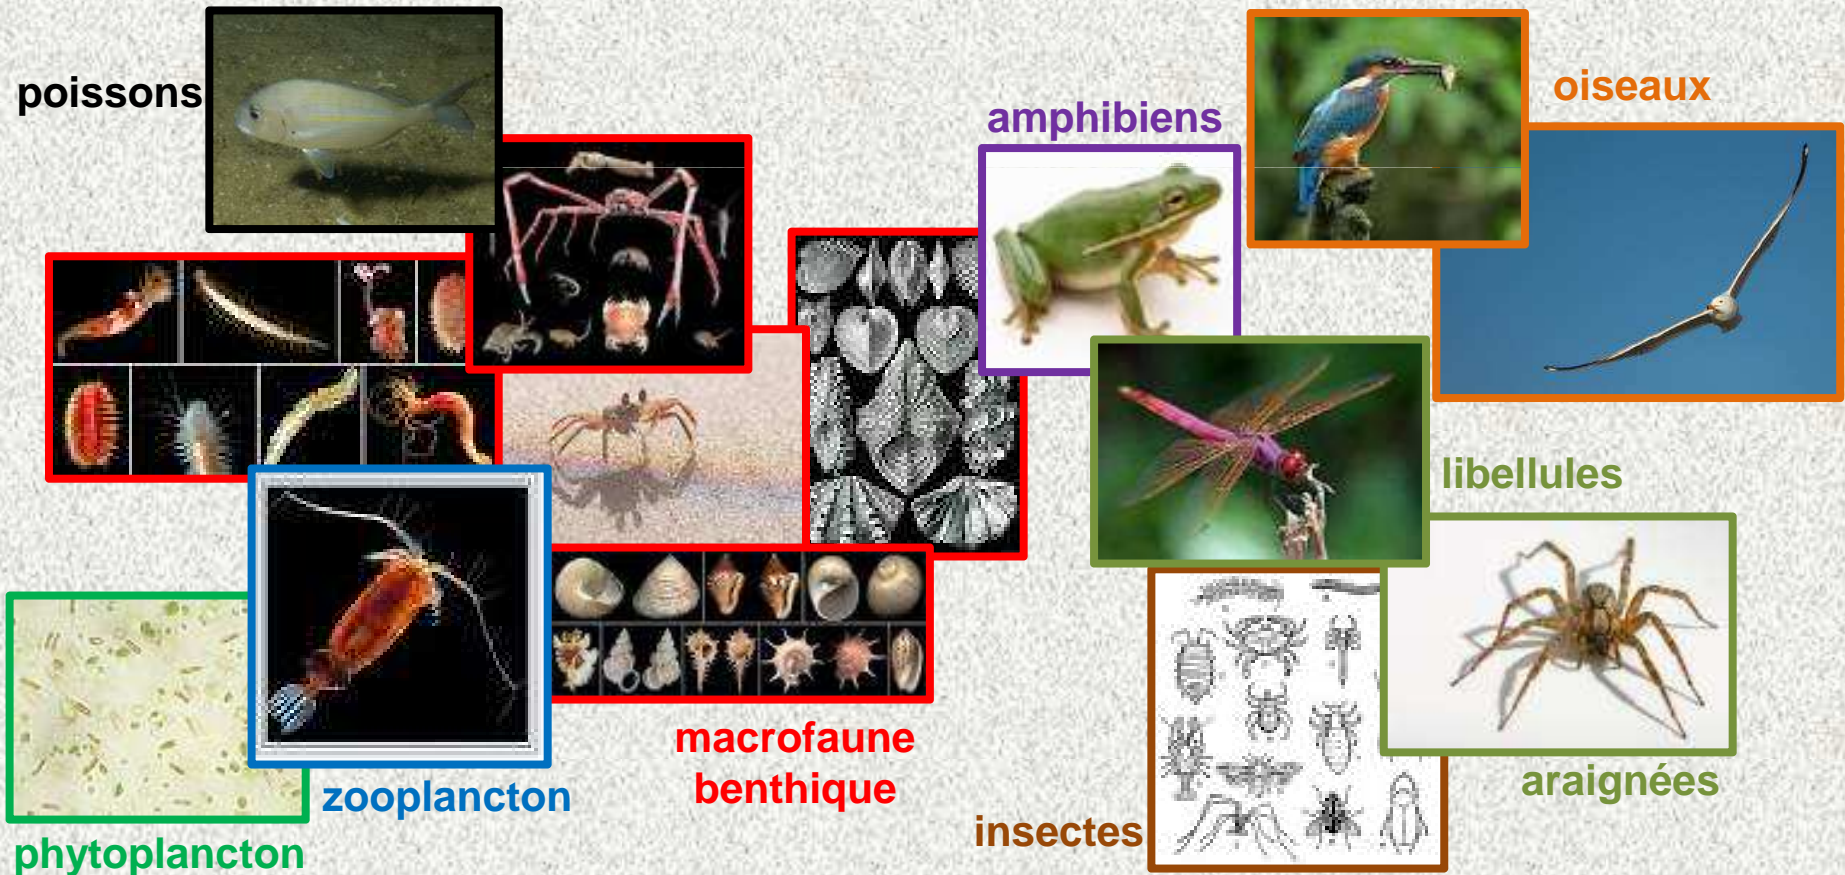 poissons
oiseaux
amphibiens
libellules
macrofaune
benthique
araignées
zooplancton
insectes
phytoplancton